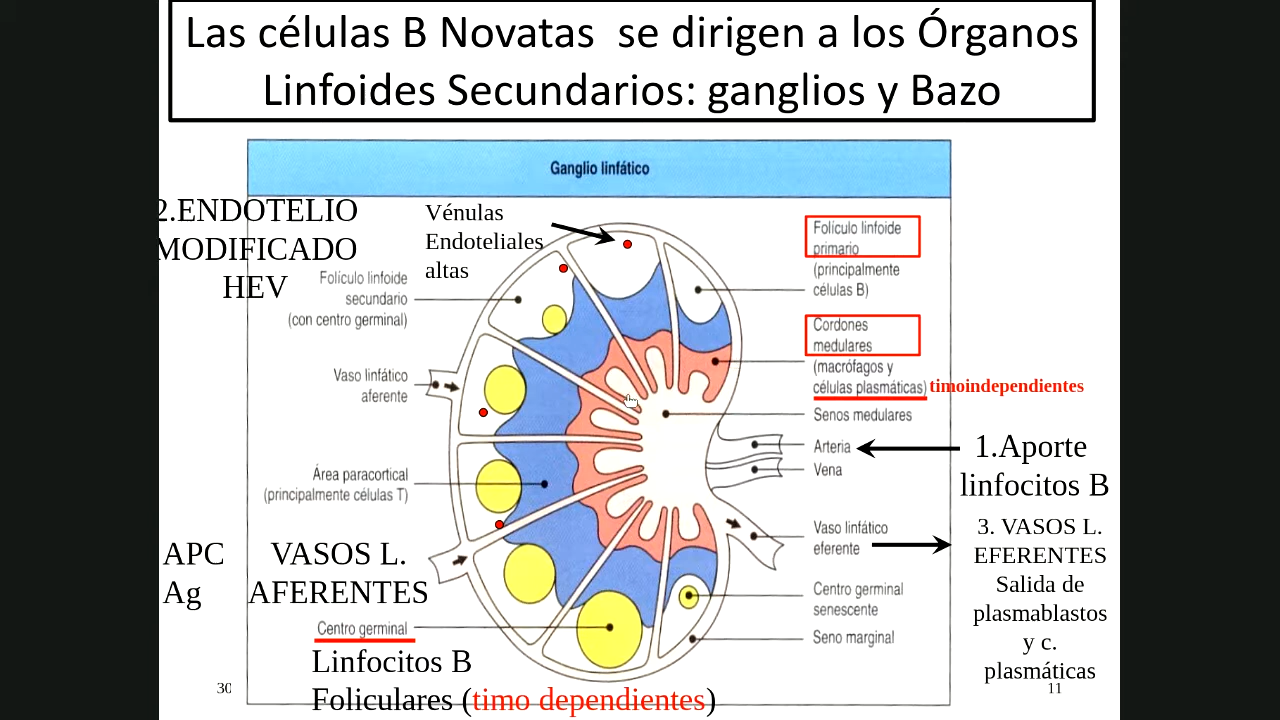 Las células B Novatas se dirigen a los Órganos
Linfoides Secundarios: ganglios y Bazo
Ganglio linfático
2.ENDOTELIO
MODIFICADO
HEV
Vénulas
Endoteliales
altas
Folículo linfoide
secundario
(con centro germinal)
Vaso linfático
aferente
Área paracortical
(principalmente células T)
APC
Ag
VASOS L.
AFERENTES
Centro germinal
Linfocitos B
Foliculares (timo dependientes)
30
Folículo linfoide
primario
(principalmente
células B)
Cordones
medulares
(macrófagos y
células plasmáticas)
timoindependientes
Senos medulares
Arteria
Vena
1.Aporte
linfocitos B
Vaso linfático
eferente
3. VASOS L.
EFERENTES
Salida de
plasmablastos
y c.
plasmáticas
Centro germinal
senescente
Seno marginal
11